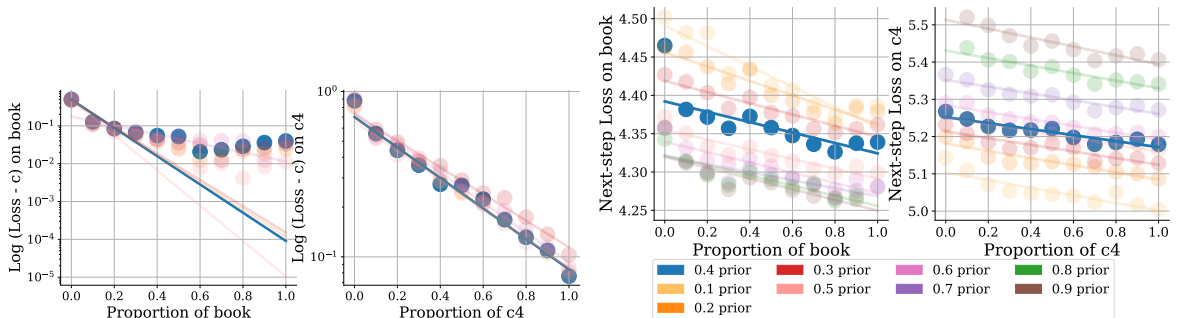 Log (Loss - c) on book
10⁻¹
10⁻²
10⁻³
10⁻⁴
10⁻⁵
0.0 0.2 0.4 0.6 0.8 1.0
Proportion of book
Log (Loss - c) on c4
10⁰
10⁻¹
0.0 0.2 0.4 0.6 0.8 1.0
Proportion of c4
Next-step Loss on book
4.50
4.45
4.40
4.35
4.30
4.25
0.0 0.2 0.4 0.6 0.8 1.0
Proportion of book
Next-step Loss on c4
5.5
5.4
5.3
5.2
5.1
5.0
0.0 0.2 0.4 0.6 0.8 1.0
Proportion of c4
0.4 prior 0.3 prior 0.6 prior 0.8 prior
0.1 prior 0.5 prior 0.7 prior 0.9 prior
0.2 prior